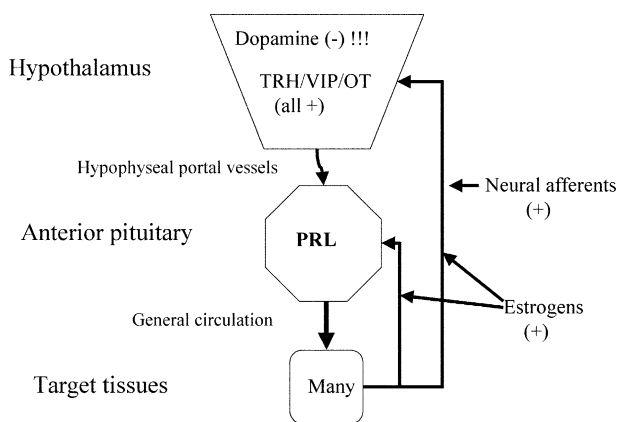 Dopamine (-) !!!
Hypothalamus
TRH/VIP/OT
(all +)
Hypophyseal portal vessels
Neural afferents
(+)
Anterior pituitary
PRL
Estrogens
(+)
General circulation
Target tissues
Many